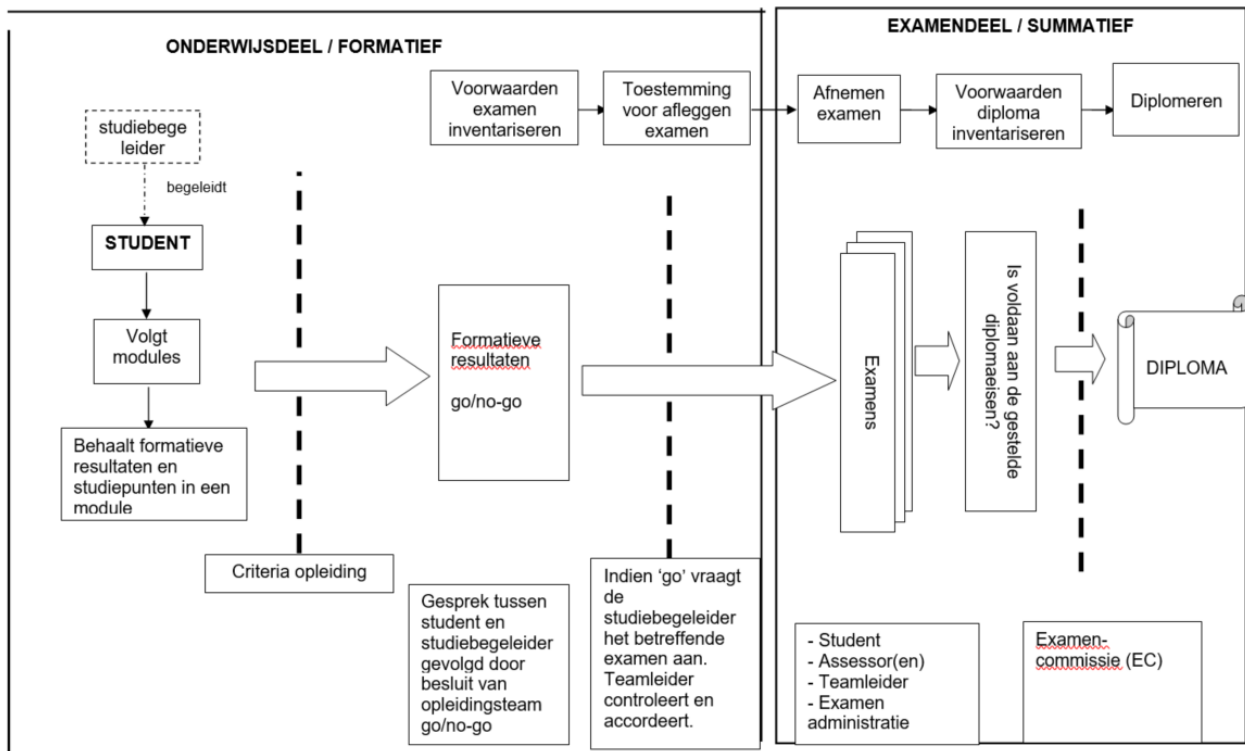 ONDERWIJSDEEL / FORMATIEF
EXAMENDEEL / SUMMATIEF
Voorwaarden
examen
inventariseren
Toestemming
voor afleggen
examen
Afnemen
examen
Voorwaarden
diploma
inventariseren
Diplomeren
studiebege
leider
begeleidt
STUDENT
Volgt
modules
Behaalt formatieve
resultaten en
studiepunten in een
module
Criteria opleiding
Formatieve
resultaten
go/no-go
Gesprek tussen
student en
studiebegeleider
gevolgd door
besluit van
opleidingsteam
go/no-go
Indien ‘go’ vraagt
de
studiebegeleider
het betreffende
examen aan.
Teamleider
controleert en
accordeert.
Examens
Is voldaan aan de gestelde
diplomaeisen?
DIPLOMA
- Student
- Assessor(en)
- Teamleider
- Examen
administratie
Examen-
commissie (EC)